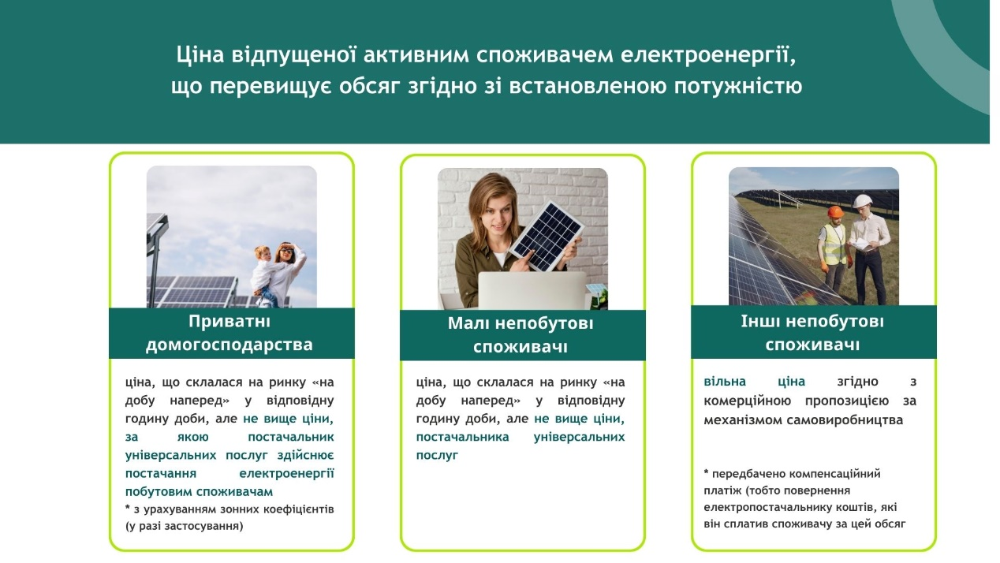 Ціна відпущеної активним споживачем електроенергії,
що перевищує обсяг згідно зі встановленою потужністю
Приватні
домогосподарства
ціна, що склалася на ринку «на
добу наперед» у відповідну
годину доби, але не вище ціни,
за якою постачальник
універсальних послуг здійснює
постачання електроенергії
побутовим споживачам
* з урахуванням зонних коефіцієнтів
(у разі застосування)
Малі непобутові
споживачі
ціна, що склалася на ринку «на
добу наперед» у відповідну
годину доби, але не вище ціни,
постачальника універсальних
послуг
Інші непобутові
споживачі
вільна ціна згідно з
комерційною пропозицією за
механізмом самовиробництва
* передбачено компенсаційний
платіж (тобто повернення
електропостачальнику коштів, які
він сплатив споживачу за цей обсяг